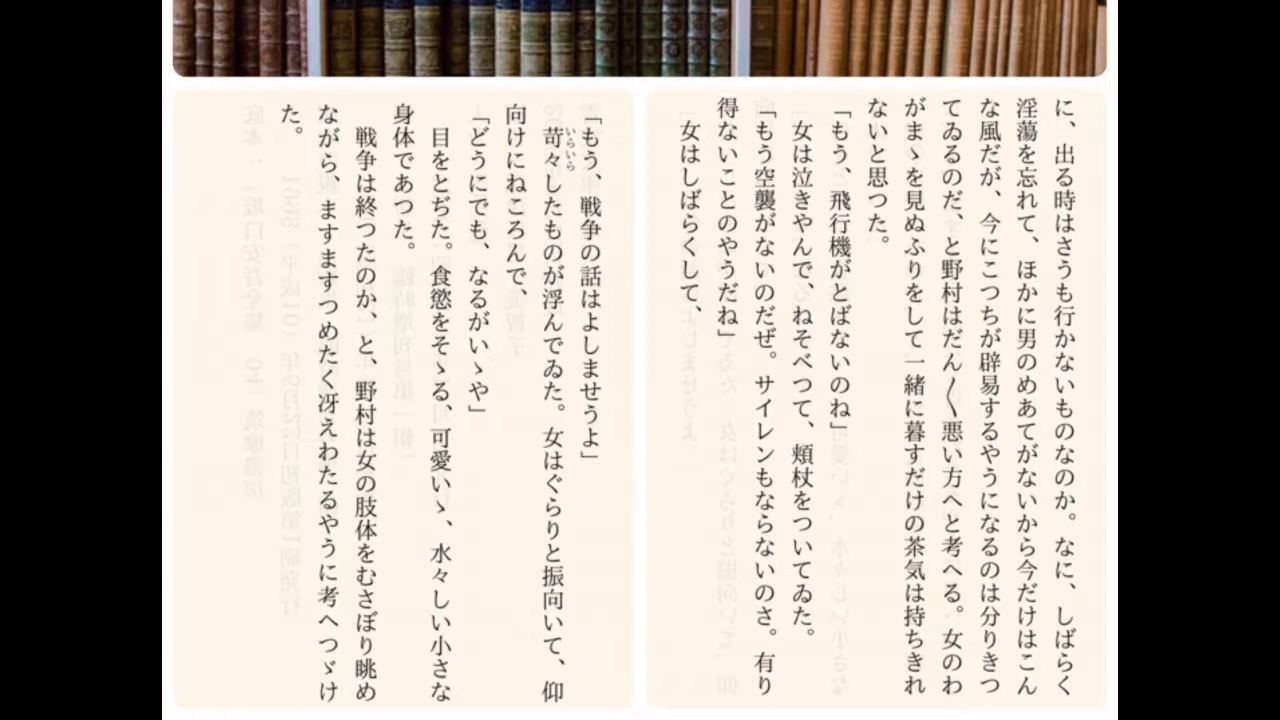 に、出る時はさうも行かないものなのか。なに、しばらく
淫蕩を忘れて、ほかに男のめあてがないから今だけはこん
な風だが、今にこつちが辟易するやうになるのは分りきつ
てゐるのだ、と野村はだん〳〵悪い方へと考へる。女のわ
がまゝを見ぬふりをして一緒に暮すだけの茶気は持ちきれ
ないと思つた。
「もう、飛行機がとばないのね」
女は泣きやんで、ねそべつて、頬杖をついてゐた。
「もう空襲がないのだぜ。サイレンもならないのさ。有り
得ないことのやうだね」
女はしばらくして、
「もう、戦争の話はよしませうよ」
苛々いらいらしたものが浮んでゐた。女はぐらりと振向いて、仰
向けにねころんで、
「どうにでも、なるがいゝや」
目をとぢた。食慾をそゝる、可愛いゝ、水々しい小さな
身体であつた。
戦争は終つたのか、と、野村は女の肢体をむさぼり眺め
ながら、ますますつめたく冴えわたるやうに考へつゞけ
た。